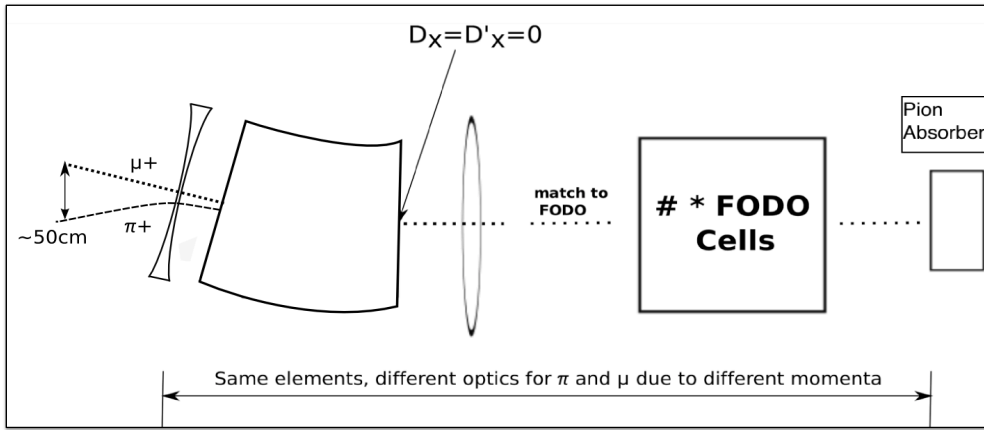 Dx=D'x=0
Pion
Absorber
μ+
π+
~50cm
match to
FODO
# * FODO
Cells
Same elements, different optics for π and μ due to different momenta